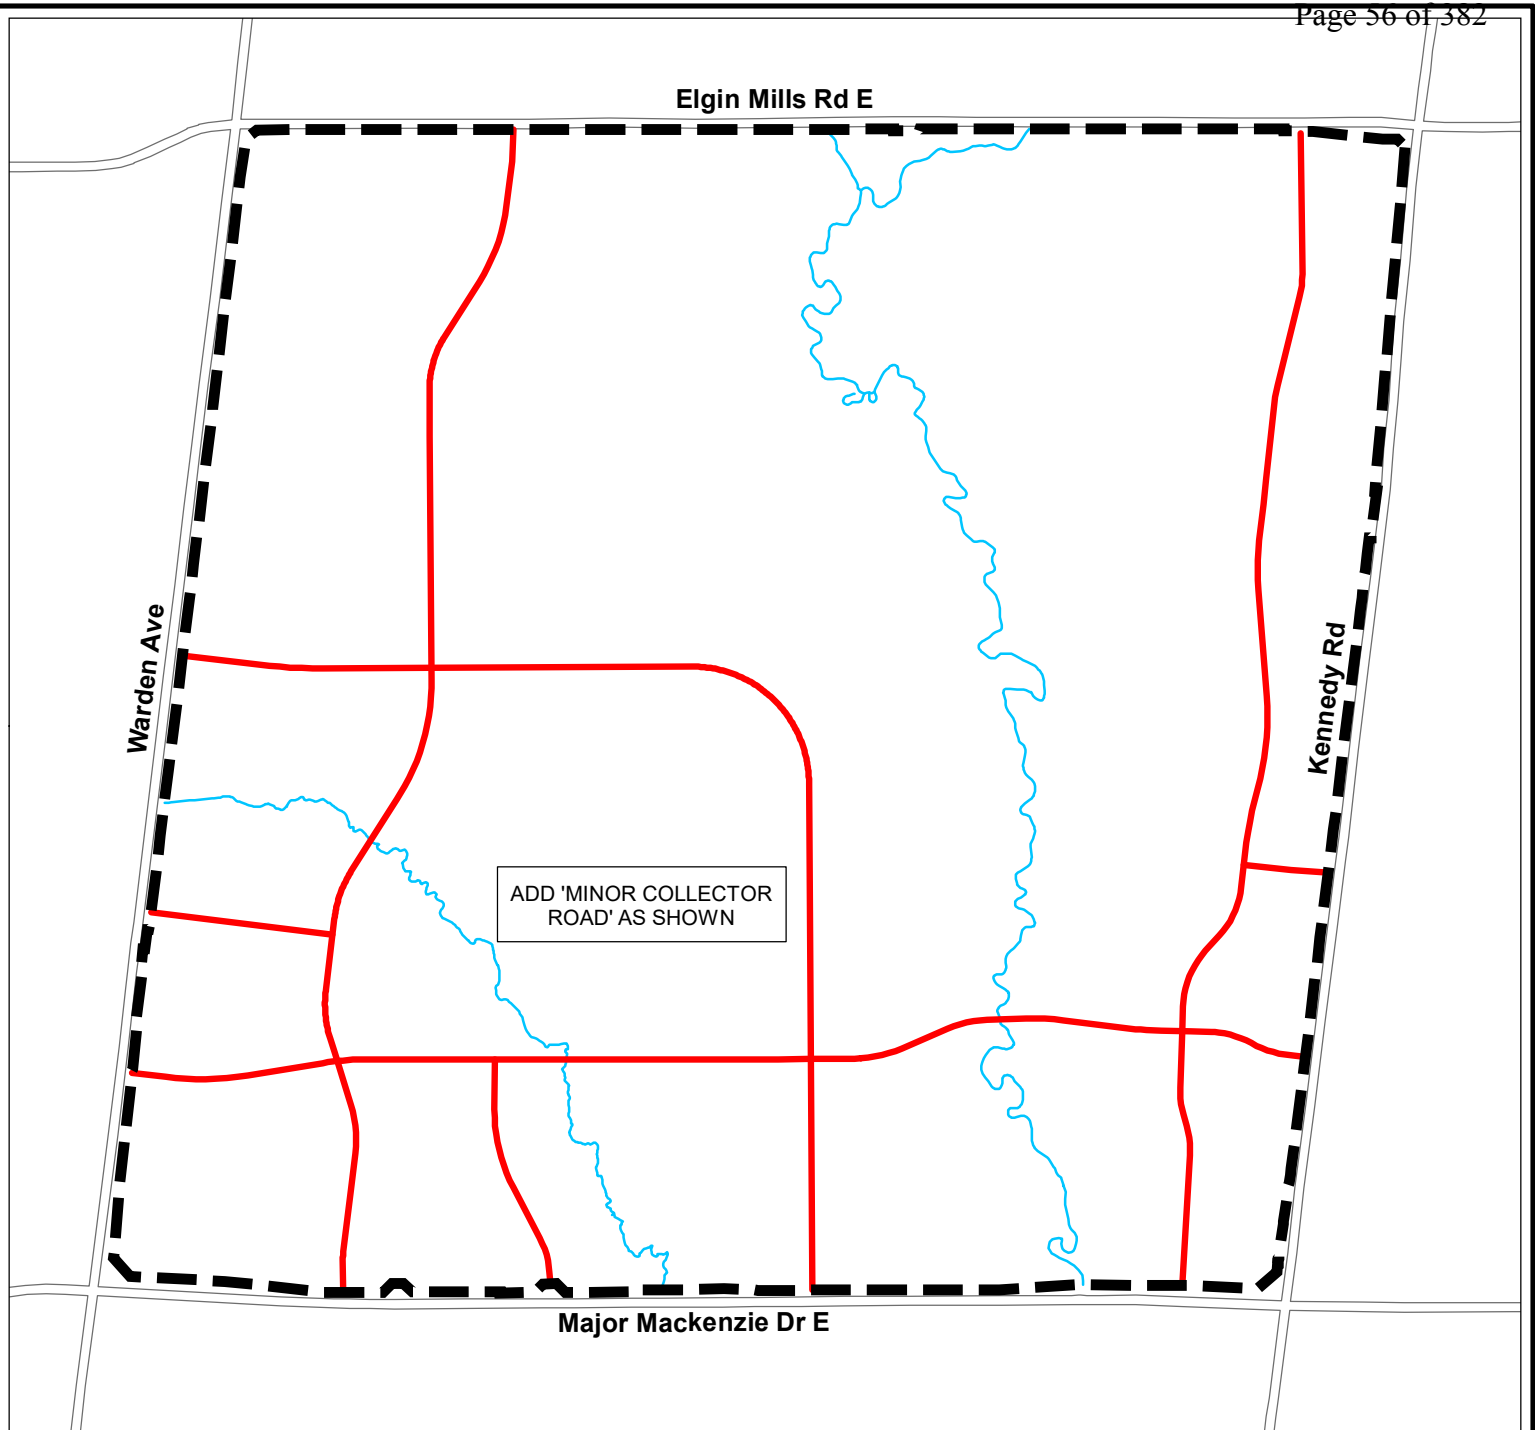 Page 56 of 382
Elgin Mills Rd E
Warden Ave
Kennedy Rd
ADD 'MINOR COLLECTOR
ROAD' AS SHOWN
Major Mackenzie Dr E